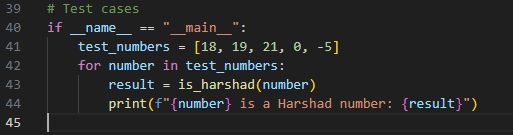 39 # Test cases
40 if __name__ == "__main__":
41     test_numbers = [18, 19, 21, 0, -5]
42     for number in test_numbers:
43         result = is_harshad(number)
44         print(f"{number} is a Harshad number: {result}")
45